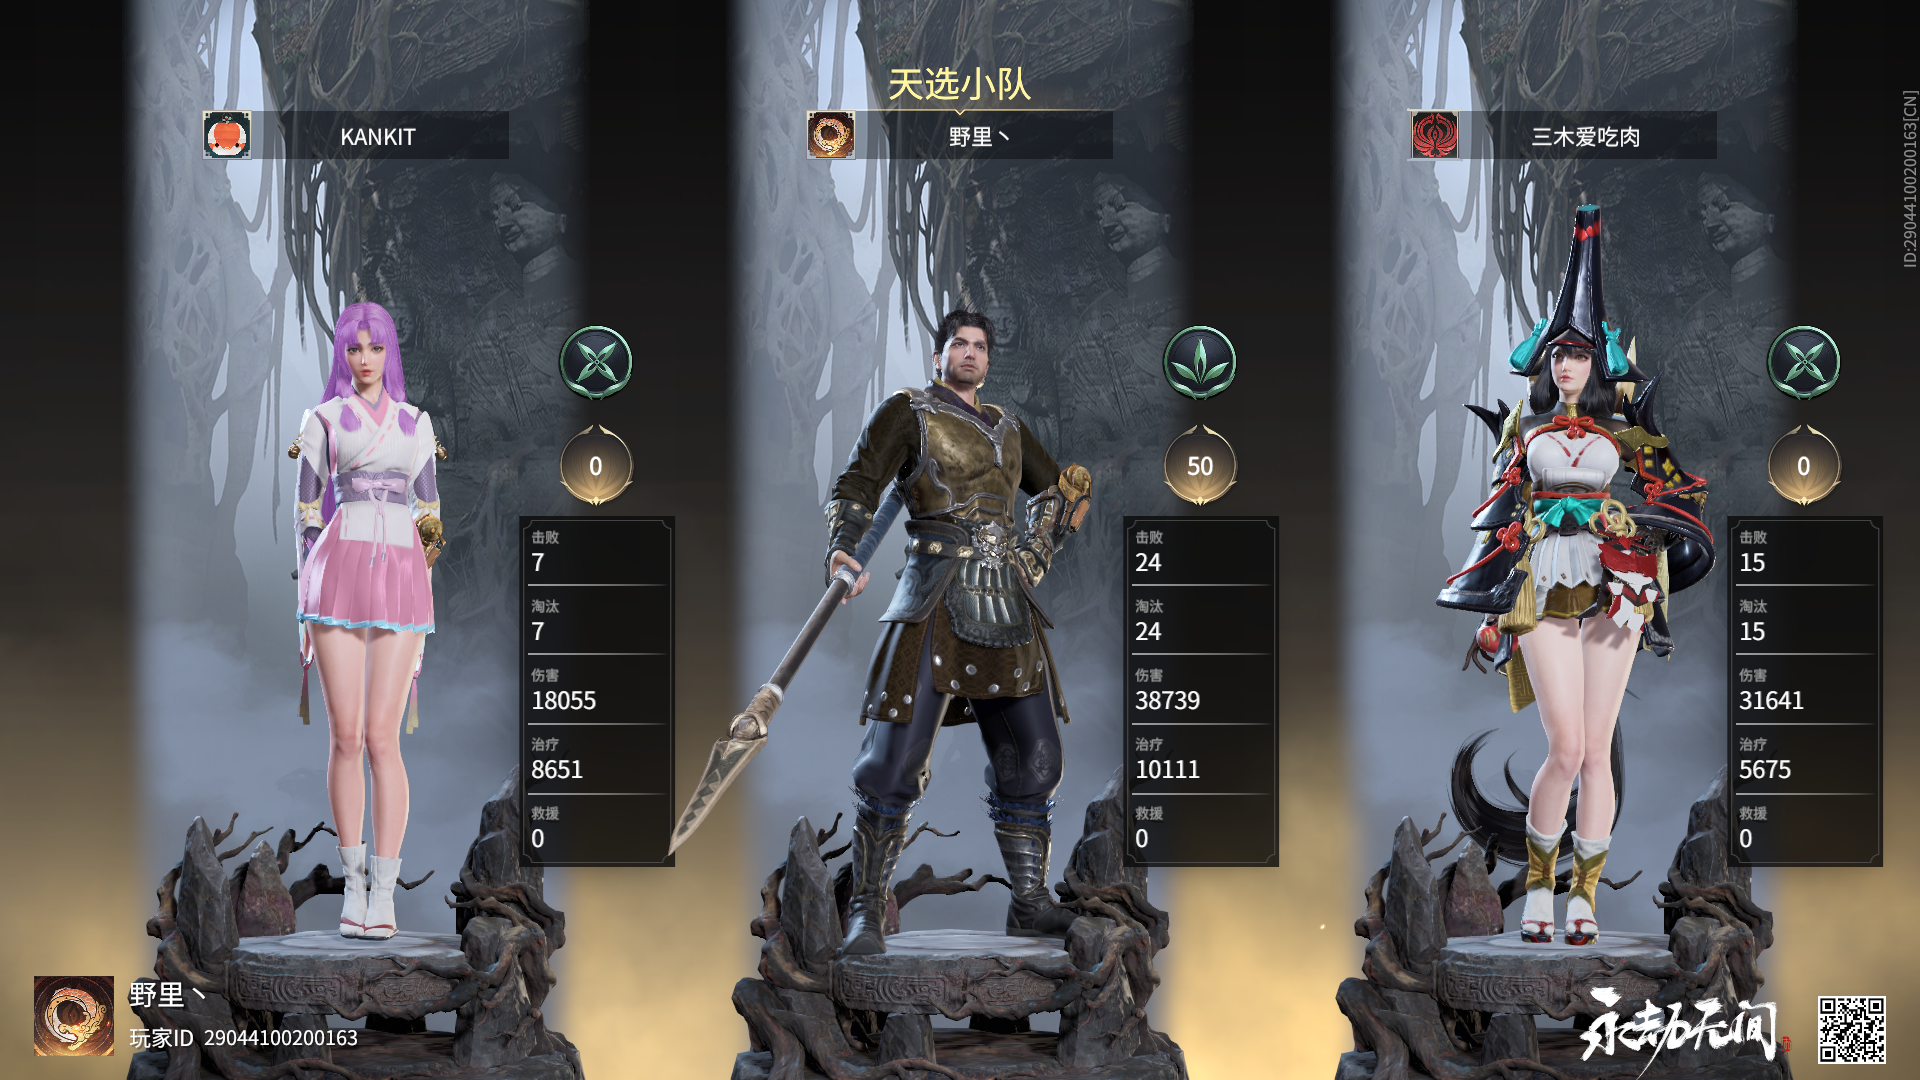 天选小队
KANKIT
野里丶
三木爱吃肉
0
击败
7
淘汰
7
伤害
18055
治疗
8651
救援
0
50
击败
24
淘汰
24
伤害
38739
治疗
10111
救援
0
0
击败
15
淘汰
15
伤害
31641
治疗
5675
救援
0
野里丶
玩家ID 29044100200163
永劫无间
ID:29044100200163[CN]